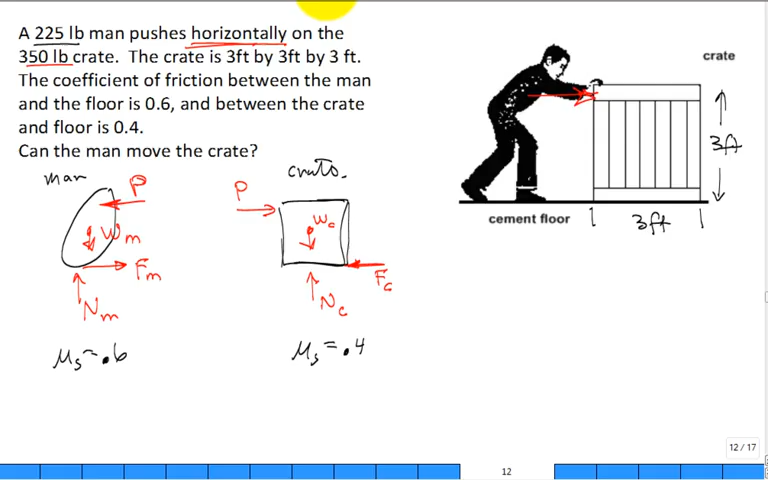 A 225 lb man pushes horizontally on the
350 lb crate.  The crate is 3ft by 3ft by 3 ft.
The coefficient of friction between the man
and the floor is 0.6, and between the crate
and floor is 0.4.
Can the man move the crate?
man
crate.
P
P
Wm
Wc
Fm
Fc
Nm
Nc
μs = .6
μs = .4
crate
3ft
cement floor
3ft
12 / 17
12